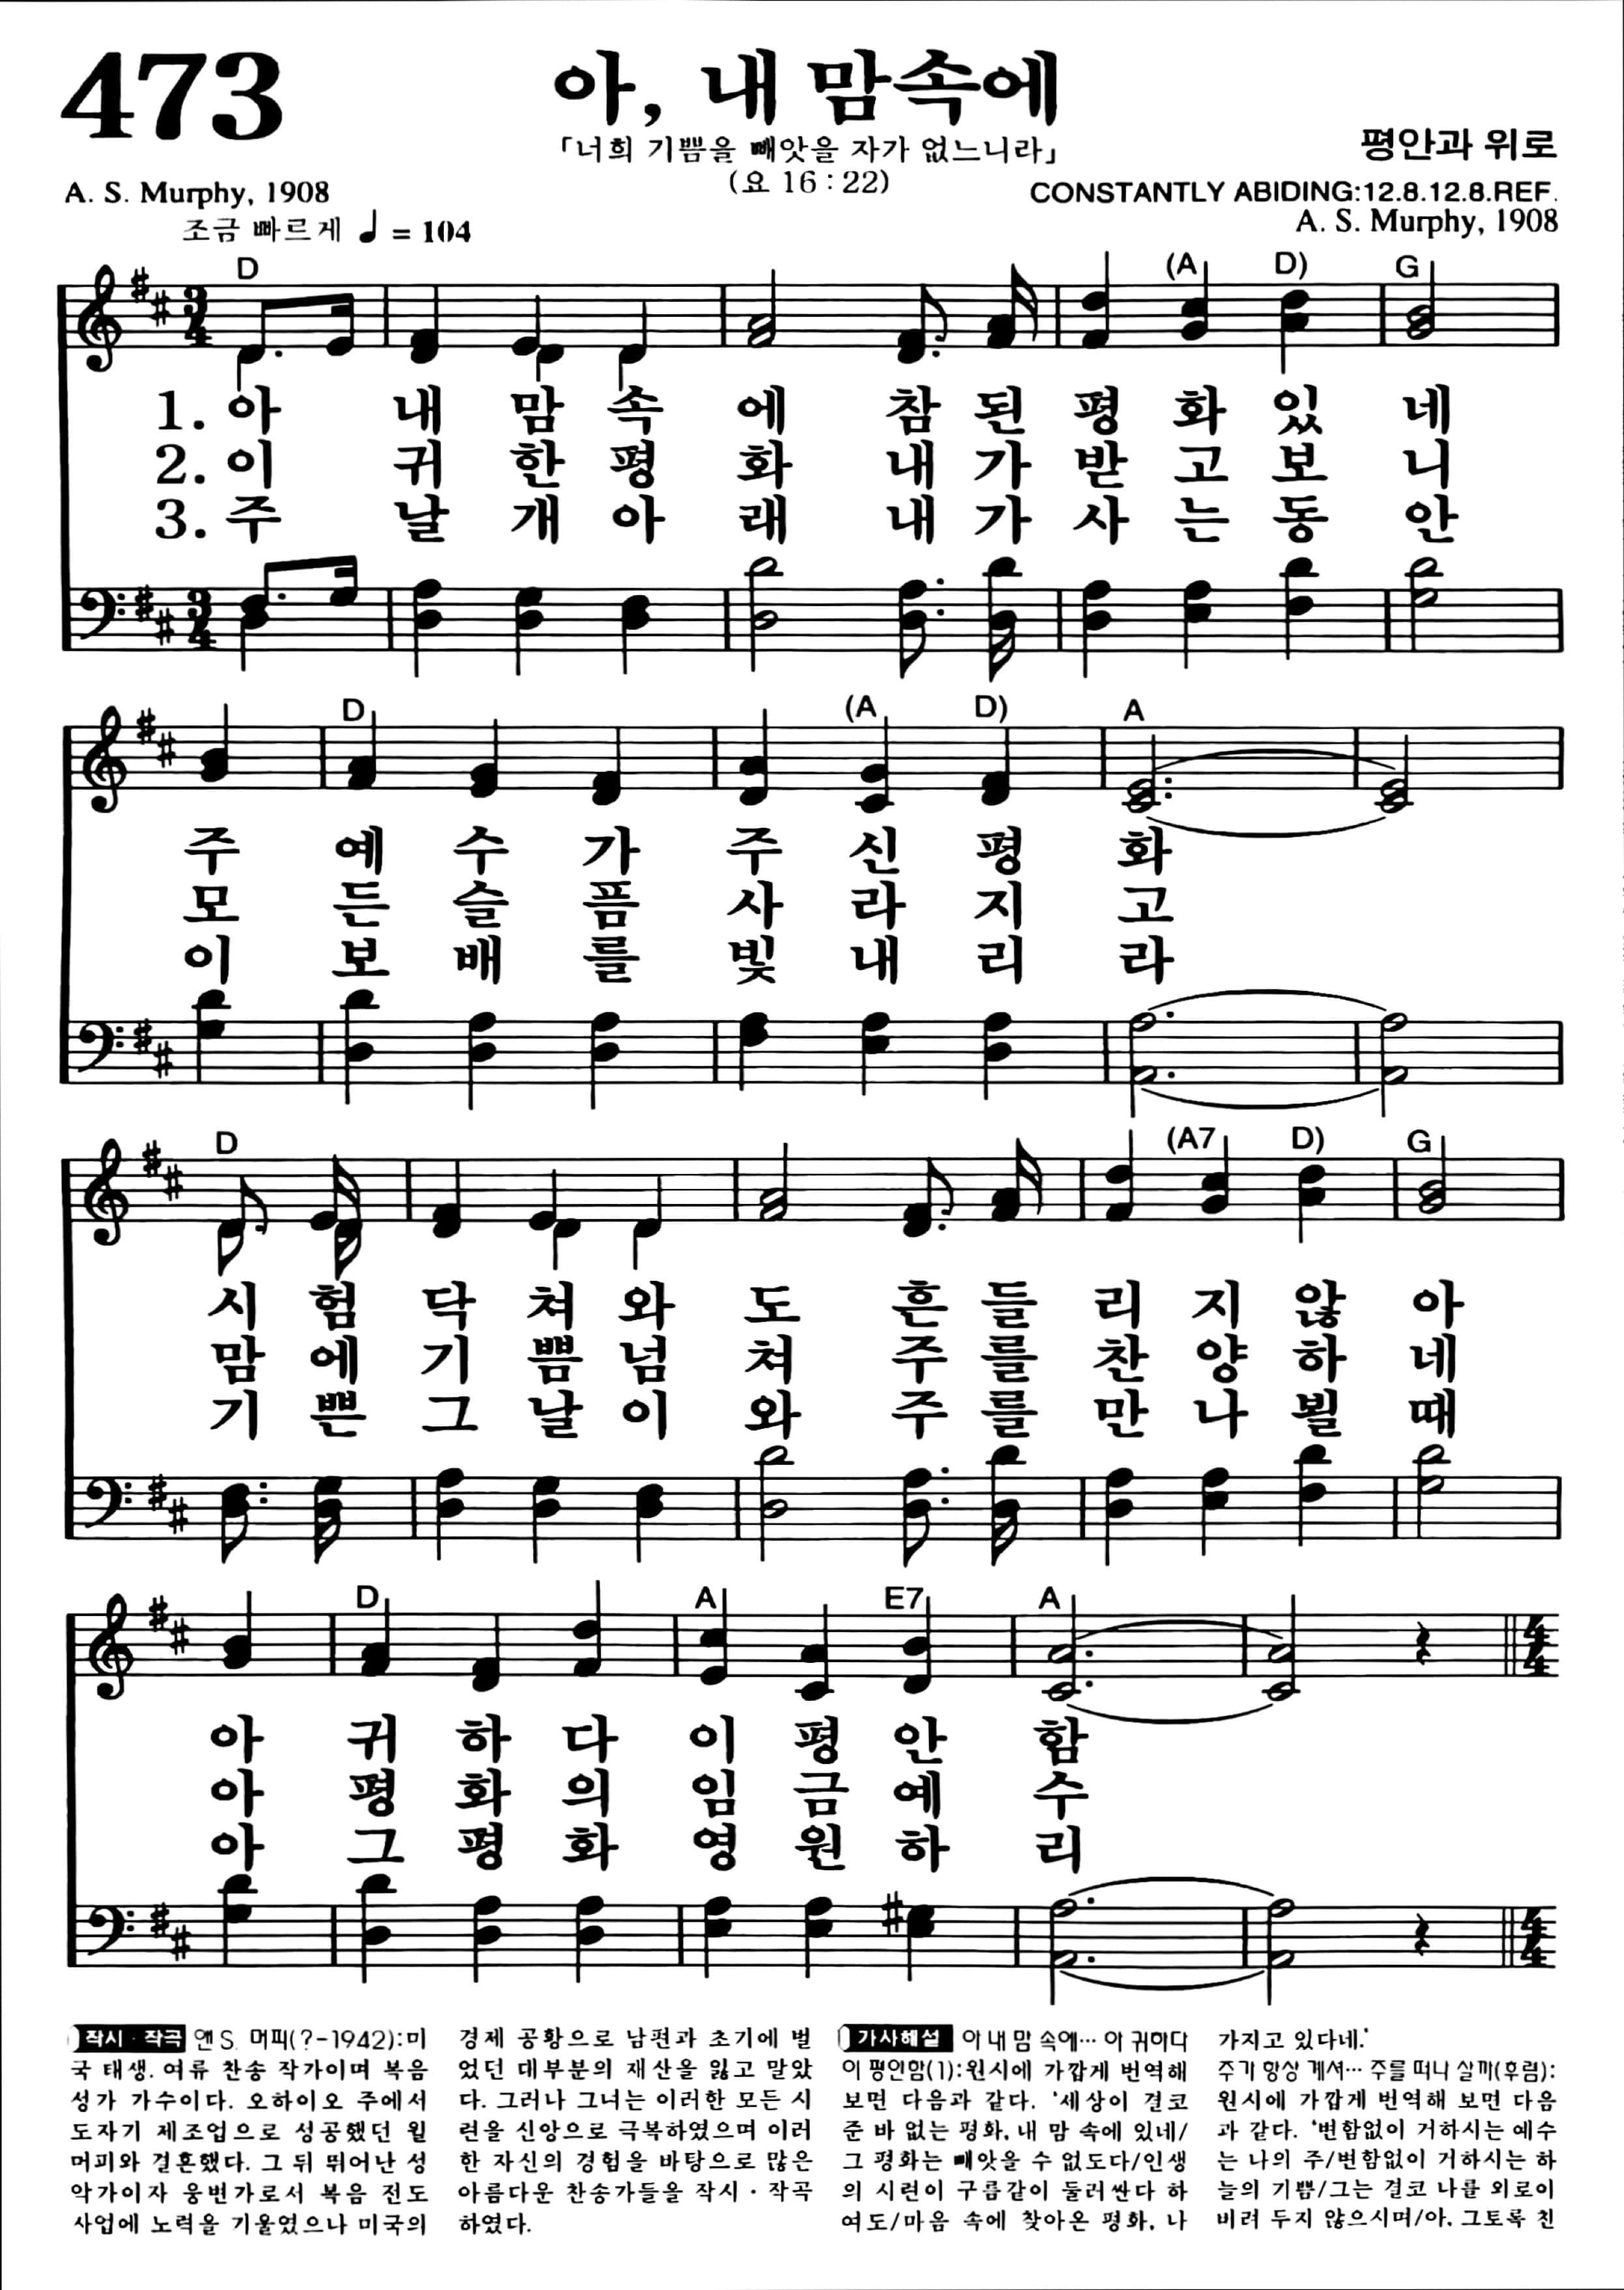 473
아, 내 맘속에
「너희 기쁨을 빼앗을 자가 없느니라」
(요 16 : 22)
평안과 위로
A. S. Murphy, 1908
CONSTANTLY ABIDING:12.8.12.8.REF.
A. S. Murphy, 1908
조금 빠르게 ♩ = 104
D (A D) G
1. 아 내 맘 속 에 참 된 평 화 있 네
2. 이 귀 한 평 화 내 가 받 고 보 니
3. 주 날 개 아 래 내 가 사 는 동 안
D (A D) A
주 예 수 가 주 신 평 화
모 든 슬 픔 사 라 지 고
이 보 배 를 빛 내 리 라
D (A7 D) G
시 험 닥 쳐 와 도 흔 들 리 지 않 아
맘 에 기 쁨 넘 쳐 주 를 찬 양 하 네
기 쁜 그 날 이 와 주 를 만 나 뵐 때
D A E7 A
아 귀 하 다 이 평 안 함
아 평 화 의 임 금 예 수
아 그 평 화 영 원 하 리
작시 · 작곡 앤 S. 머피(?-1942):미
국 태생. 여류 찬송 작가이며 복음
성가 가수이다. 오하이오 주에서
도자기 제조업으로 성공했던 윌
머피와 결혼했다. 그 뒤 뛰어난 성
악가이자 웅변가로서 복음 전도
사업에 노력을 기울였으나 미국의
경제 공황으로 남편과 초기에 벌
었던 대부분의 재산을 잃고 말았
다. 그러나 그녀는 이러한 모든 시
련을 신앙으로 극복하였으며 이러
한 자신의 경험을 바탕으로 많은
아름다운 찬송가들을 작시 · 작곡
하였다.
가사해설 아 내 맘 속에… 아 귀하다
이 평안함(1):원시에 가깝게 번역해
보면 다음과 같다. '세상이 결코
준 바 없는 평화, 내 맘 속에 있네/
그 평화는 빼앗을 수 없도다/인생
의 시련이 구름같이 둘러싼다 하
여도/마음 속에 찾아온 평화, 나
가지고 있다네.'
주가 항상 계셔… 주를 떠나 살까(후렴):
원시에 가깝게 번역해 보면 다음
과 같다. '변함없이 거하시는 예수
는 나의 주/변함없이 거하시는 하
늘의 기쁨/그는 결코 나를 외로이
버려 두지 않으시며/아, 그토록 친